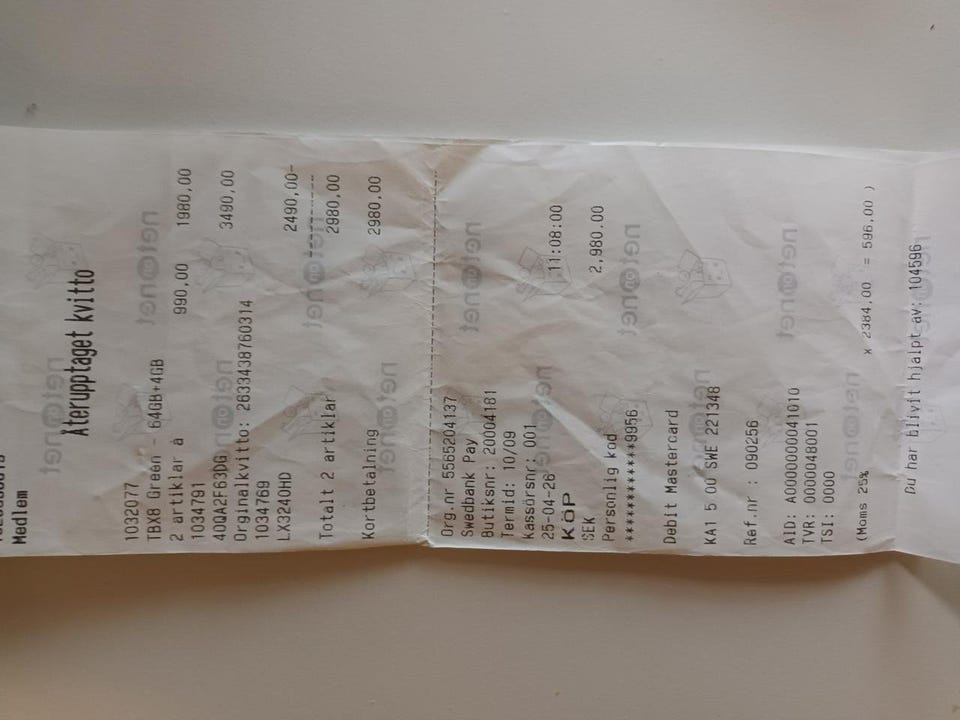 Medlem
Återupptaget kvitto
1032077
TBX8 Green - 64GB+4GB
2 artiklar à 990,00 1980,00
1034791
40QA2F63DG 3490,00
Orginalkvitto: 2633438760314
1034769
LX3240HD 2490,00-
Totalt 2 artiklar 2980,00
Kortbetalning 2980,00
Org.nr 5565204137
Swedbank Pay
Butiksnr: 20004181
Termid: 10/09
Kassörsnr: 001
25-04-26 11:08:00
KÖP
SEK 2,980.00
Personlig kod
************9956
Debit Mastercard
KA1 5 00 SWE 221348
Ref.nr : 090256
AID: A0000000041010
TVR: 0000048001
TSI: 0000
(Moms 25% x 2384,00 = 596,00 )
Du har blivit hjälpt av: 104596
netonnet